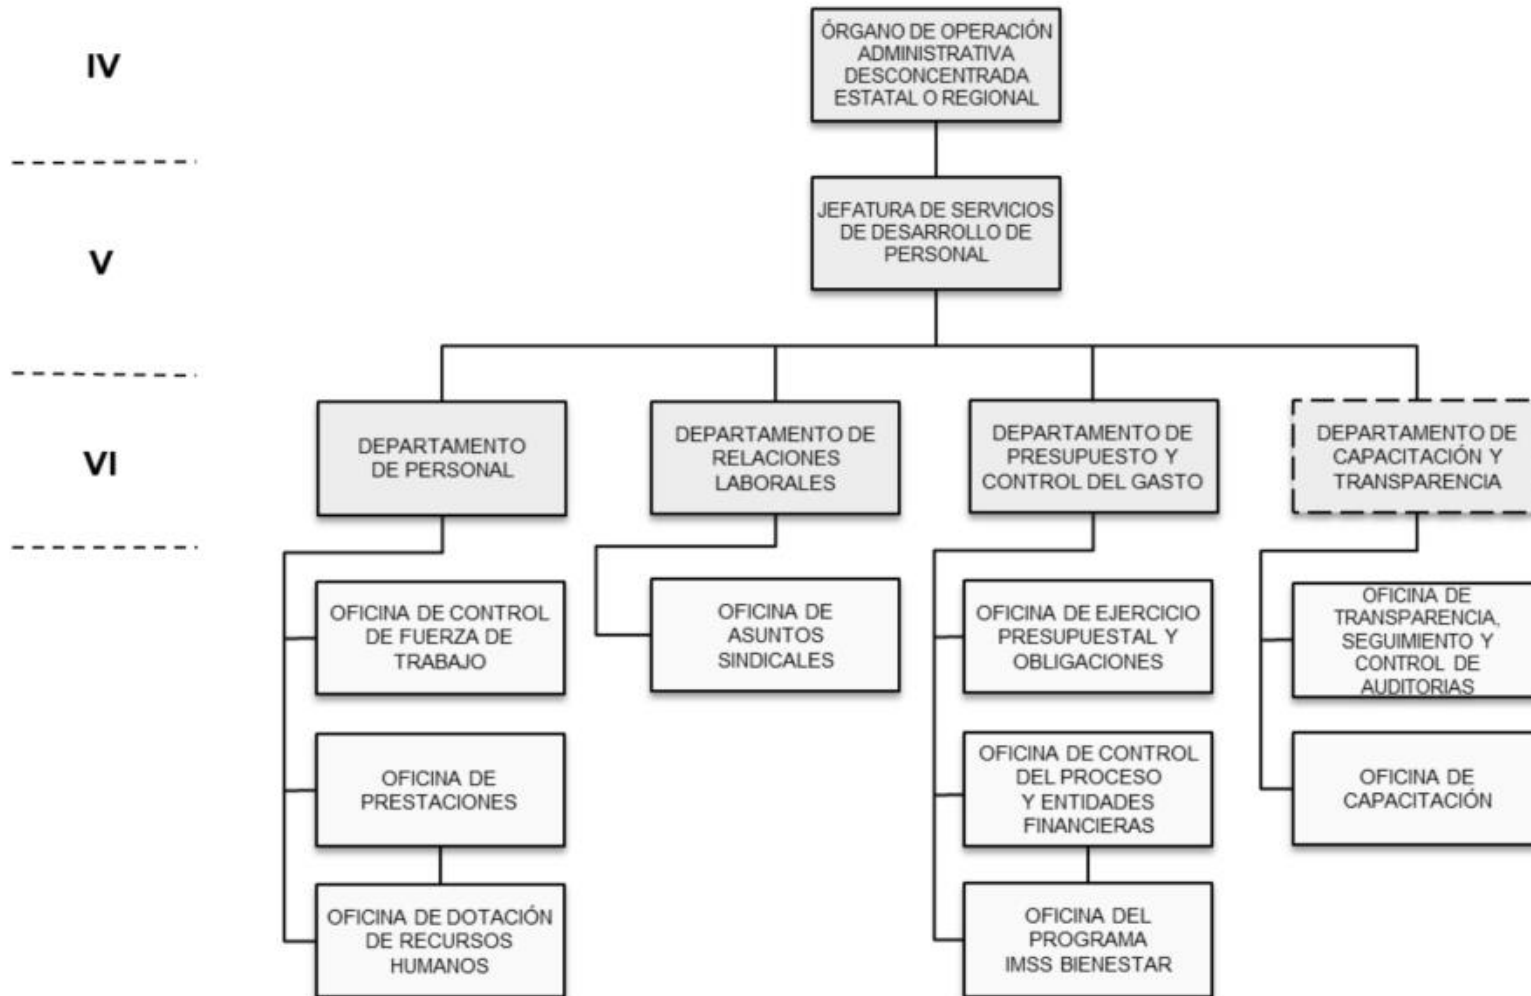 IV
ÓRGANO DE OPERACIÓN
ADMINISTRATIVA
DESCONCENTRADA
ESTATAL O REGIONAL
V
JEFATURA DE SERVICIOS
DE DESARROLLO DE
PERSONAL
VI
DEPARTAMENTO
DE PERSONAL
DEPARTAMENTO DE
RELACIONES
LABORALES
DEPARTAMENTO DE
PRESUPUESTO Y
CONTROL DEL GASTO
DEPARTAMENTO DE
CAPACITACIÓN Y
TRANSPARENCIA
OFICINA DE CONTROL
DE FUERZA DE
TRABAJO
OFICINA DE
ASUNTOS
SINDICALES
OFICINA DE EJERCICIO
PRESUPUESTAL Y
OBLIGACIONES
OFICINA DE
TRANSPARENCIA,
SEGUIMIENTO Y
CONTROL DE
AUDITORIAS
OFICINA DE
PRESTACIONES
OFICINA DE CONTROL
DEL PROCESO
Y ENTIDADES
FINANCIERAS
OFICINA DE
CAPACITACIÓN
OFICINA DE DOTACIÓN
DE RECURSOS
HUMANOS
OFICINA DEL
PROGRAMA
IMSS BIENESTAR